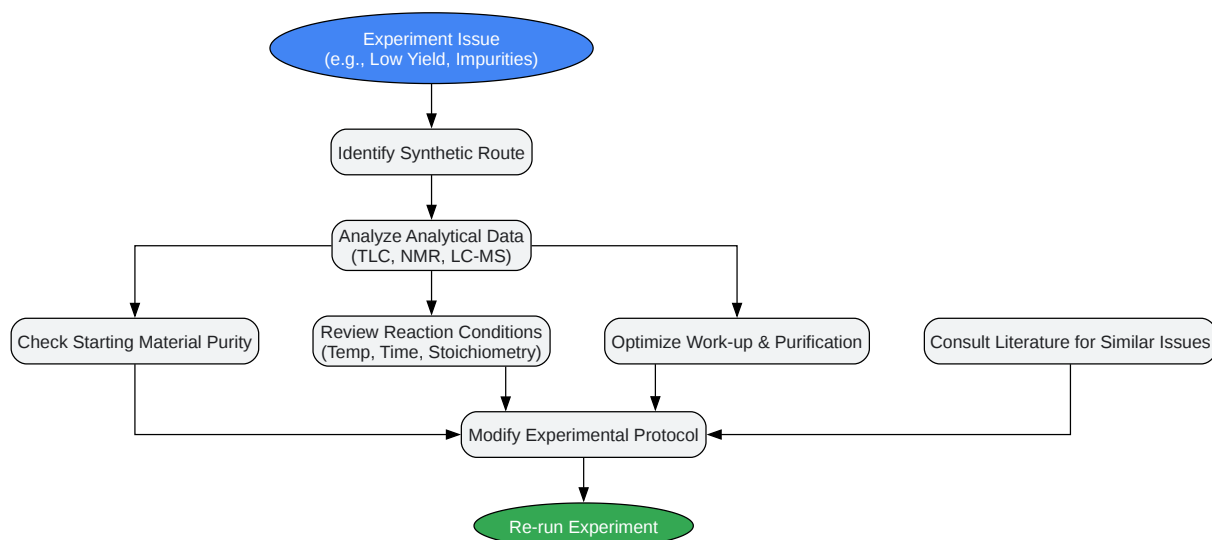 Experiment Issue
(e.g., Low Yield, Impurities)
Identify Synthetic Route
Analyze Analytical Data
(TLC, NMR, LC-MS)
Check Starting Material Purity
Review Reaction Conditions
(Temp, Time, Stoichiometry)
Optimize Work-up & Purification
Consult Literature for Similar Issues
Modify Experimental Protocol
Re-run Experiment